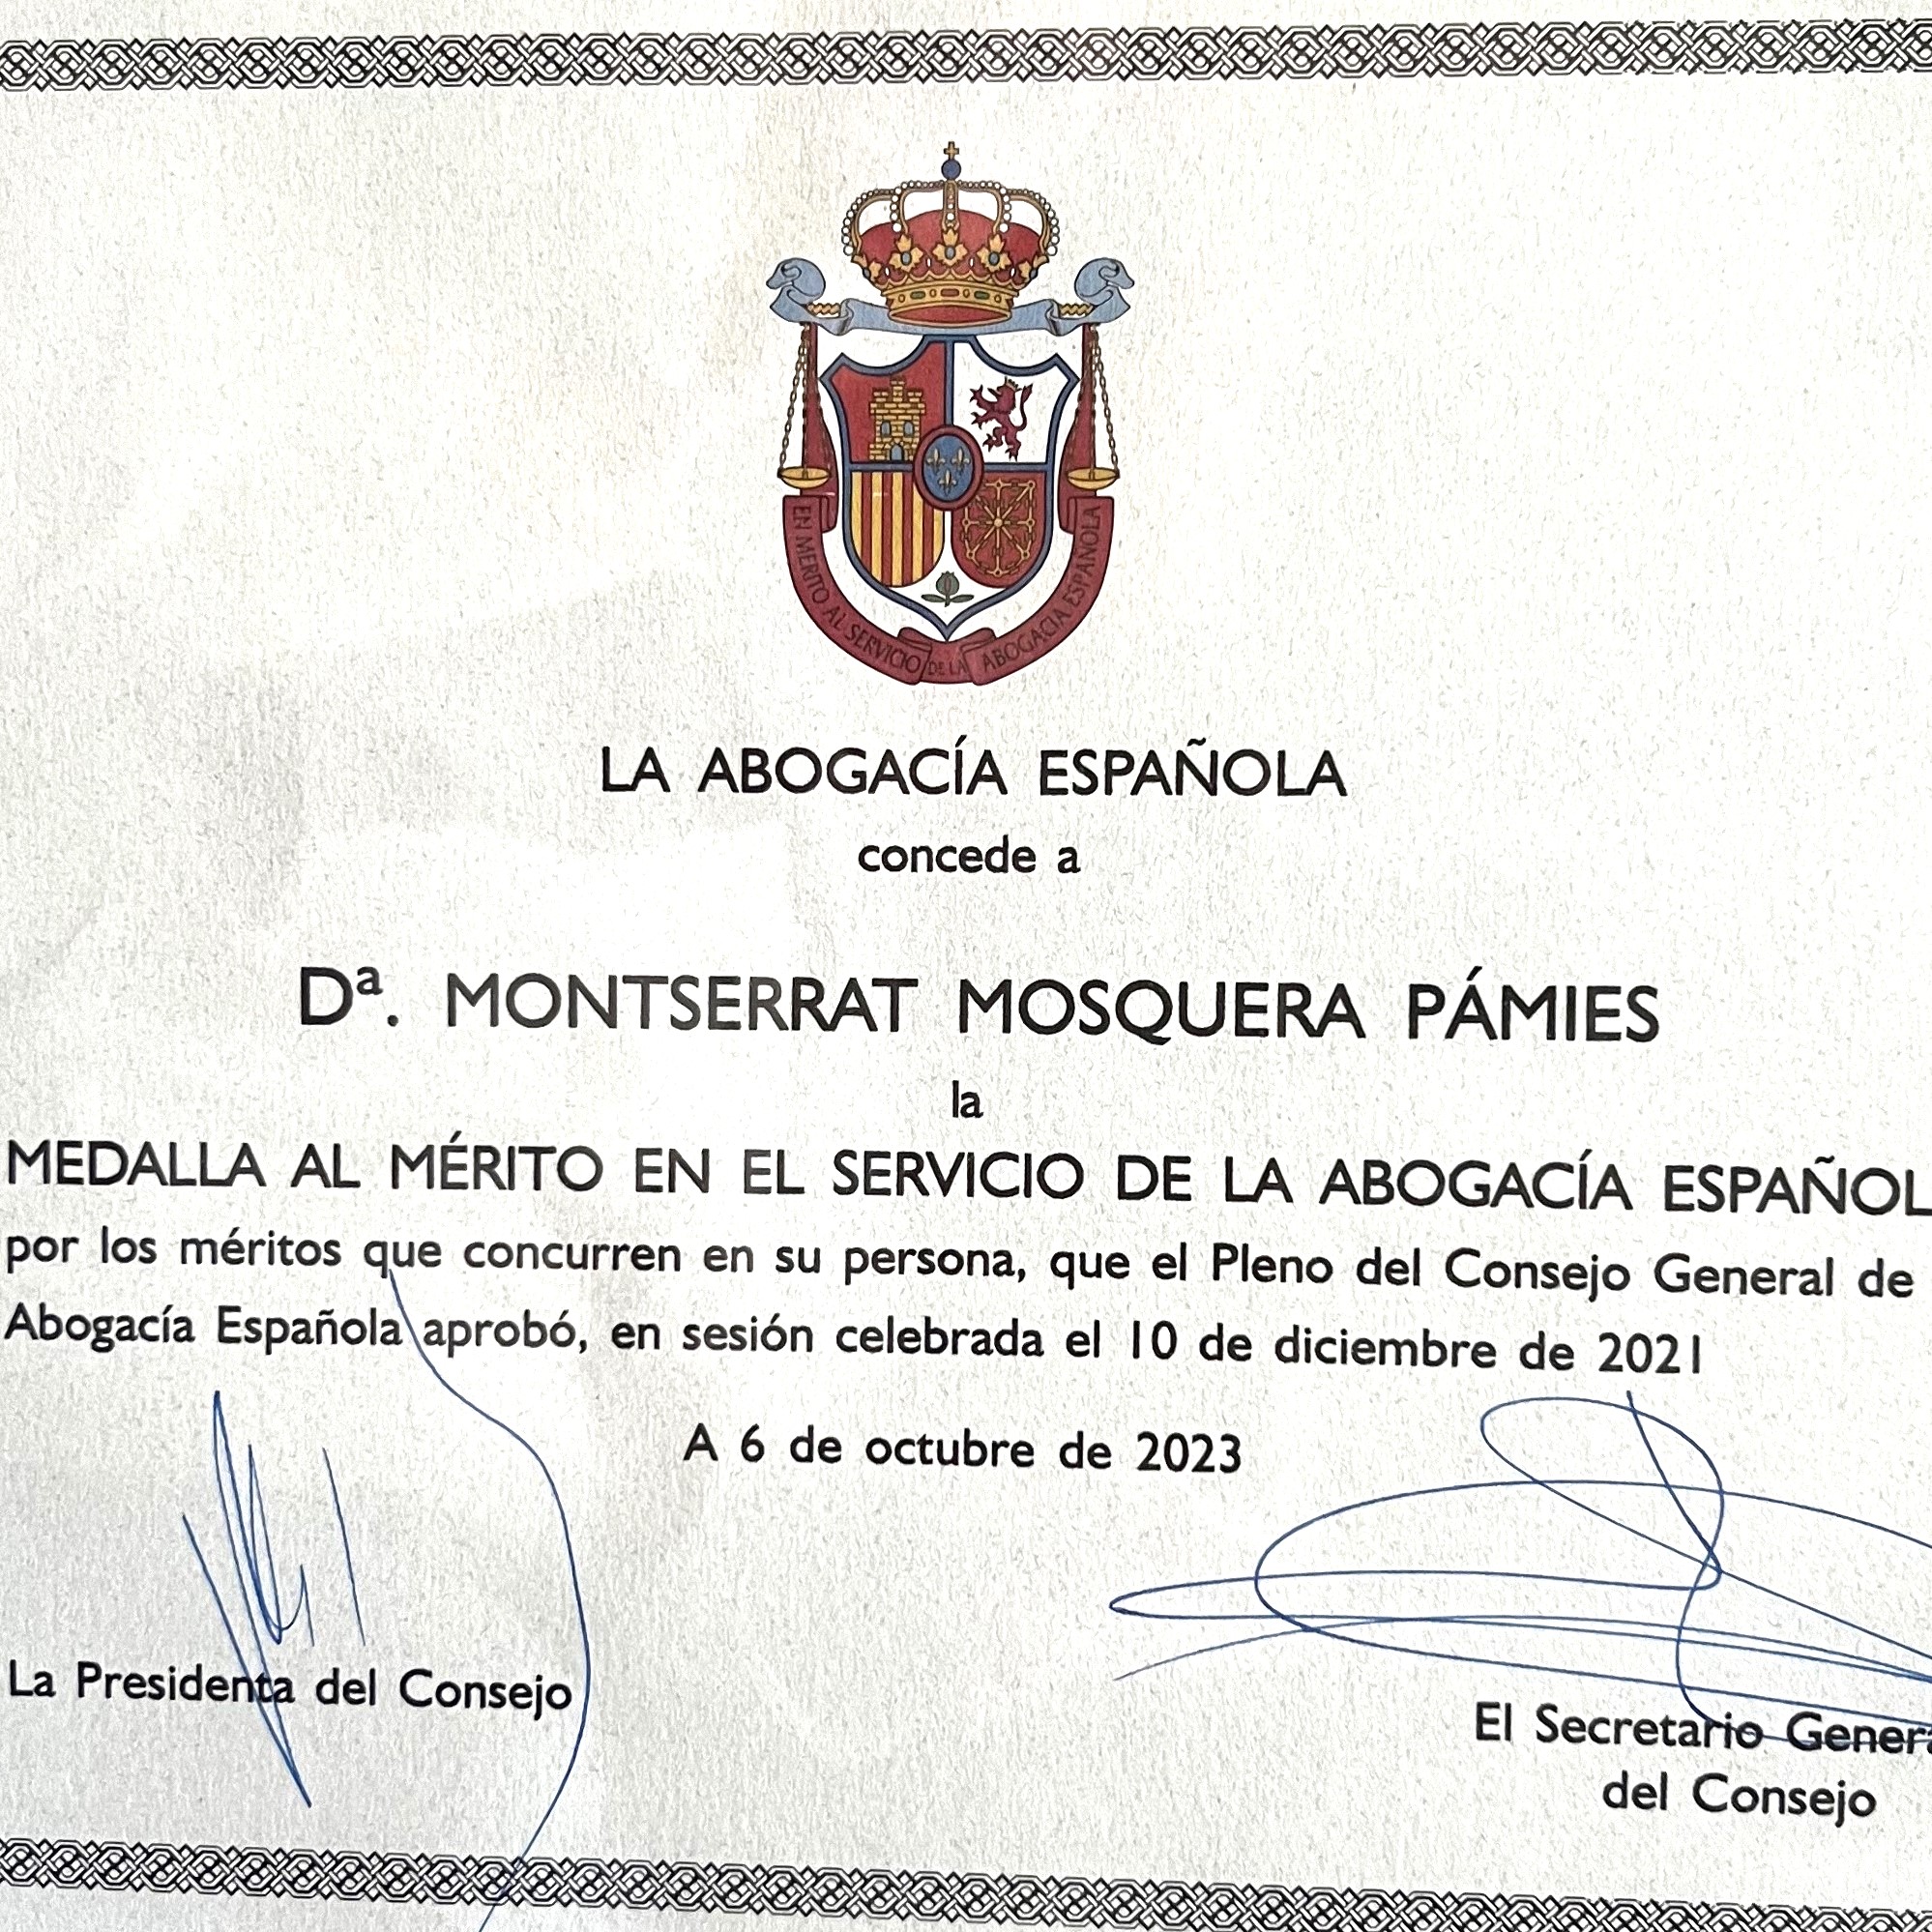 EN MERITO AL SERVICIO DE LA ABOGACIA ESPAÑOLA
LA ABOGACÍA ESPAÑOLA
concede a
Dª. MONTSERRAT MOSQUERA PÁMIES
la
MEDALLA AL MÉRITO EN EL SERVICIO DE LA ABOGACÍA ESPAÑOL
por los méritos que concurren en su persona, que el Pleno del Consejo General de
Abogacía Española aprobó, en sesión celebrada el 10 de diciembre de 2021
A 6 de octubre de 2023
La Presidenta del Consejo
El Secretario Genera
del Consejo